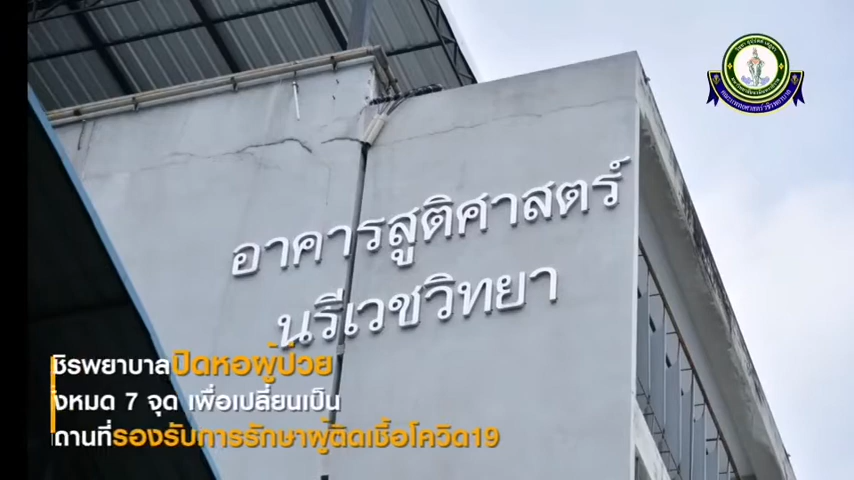 อาคารสูติศาสตร์
นรีเวชวิทยา
ชิรพยาบาลปิดหอผู้ป่วย
ั้งหมด 7 จุด เพื่อเปลี่ยนเป็น
ถานที่รองรับการรักษาผู้ติดเชื้อโควิด19